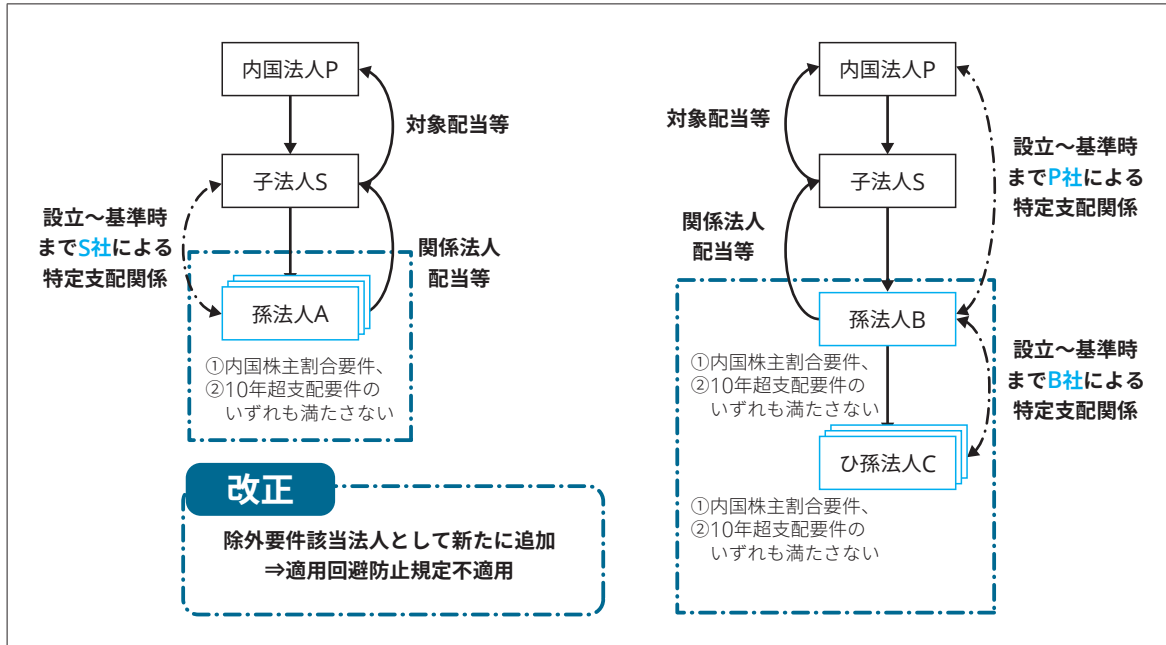 内国法人P
対象配当等
子法人S
設立～基準時
までS社による
特定支配関係
関係法人
配当等
孫法人A
①内国株主割合要件、
②10年超支配要件の
いずれも満たさない
改正
除外要件該当法人として新たに追加
⇒適用回避防止規定不適用
内国法人P
対象配当等
設立～基準時
までP社による
特定支配関係
子法人S
関係法人
配当等
孫法人B
①内国株主割合要件、
②10年超支配要件の
いずれも満たさない
設立～基準時
までB社による
特定支配関係
ひ孫法人C
①内国株主割合要件、
②10年超支配要件の
いずれも満たさない